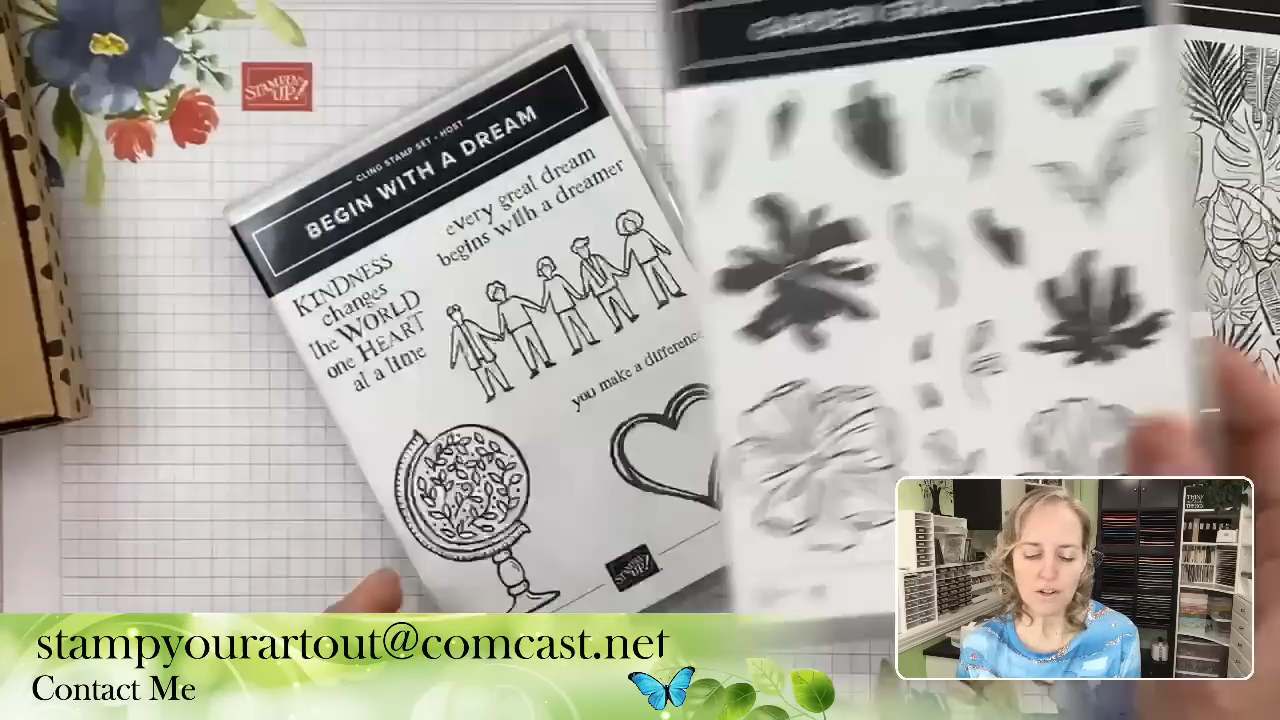 STAMPIN' UP!
CLING STAMP SET • HOST
BEGIN WITH A DREAM
every great dream
begins with a dreamer
KINDNESS
changes
the WORLD
one HEART
at a time
you make a difference
STAMPIN' UP!
stampyourartout@comcast.net
Contact Me